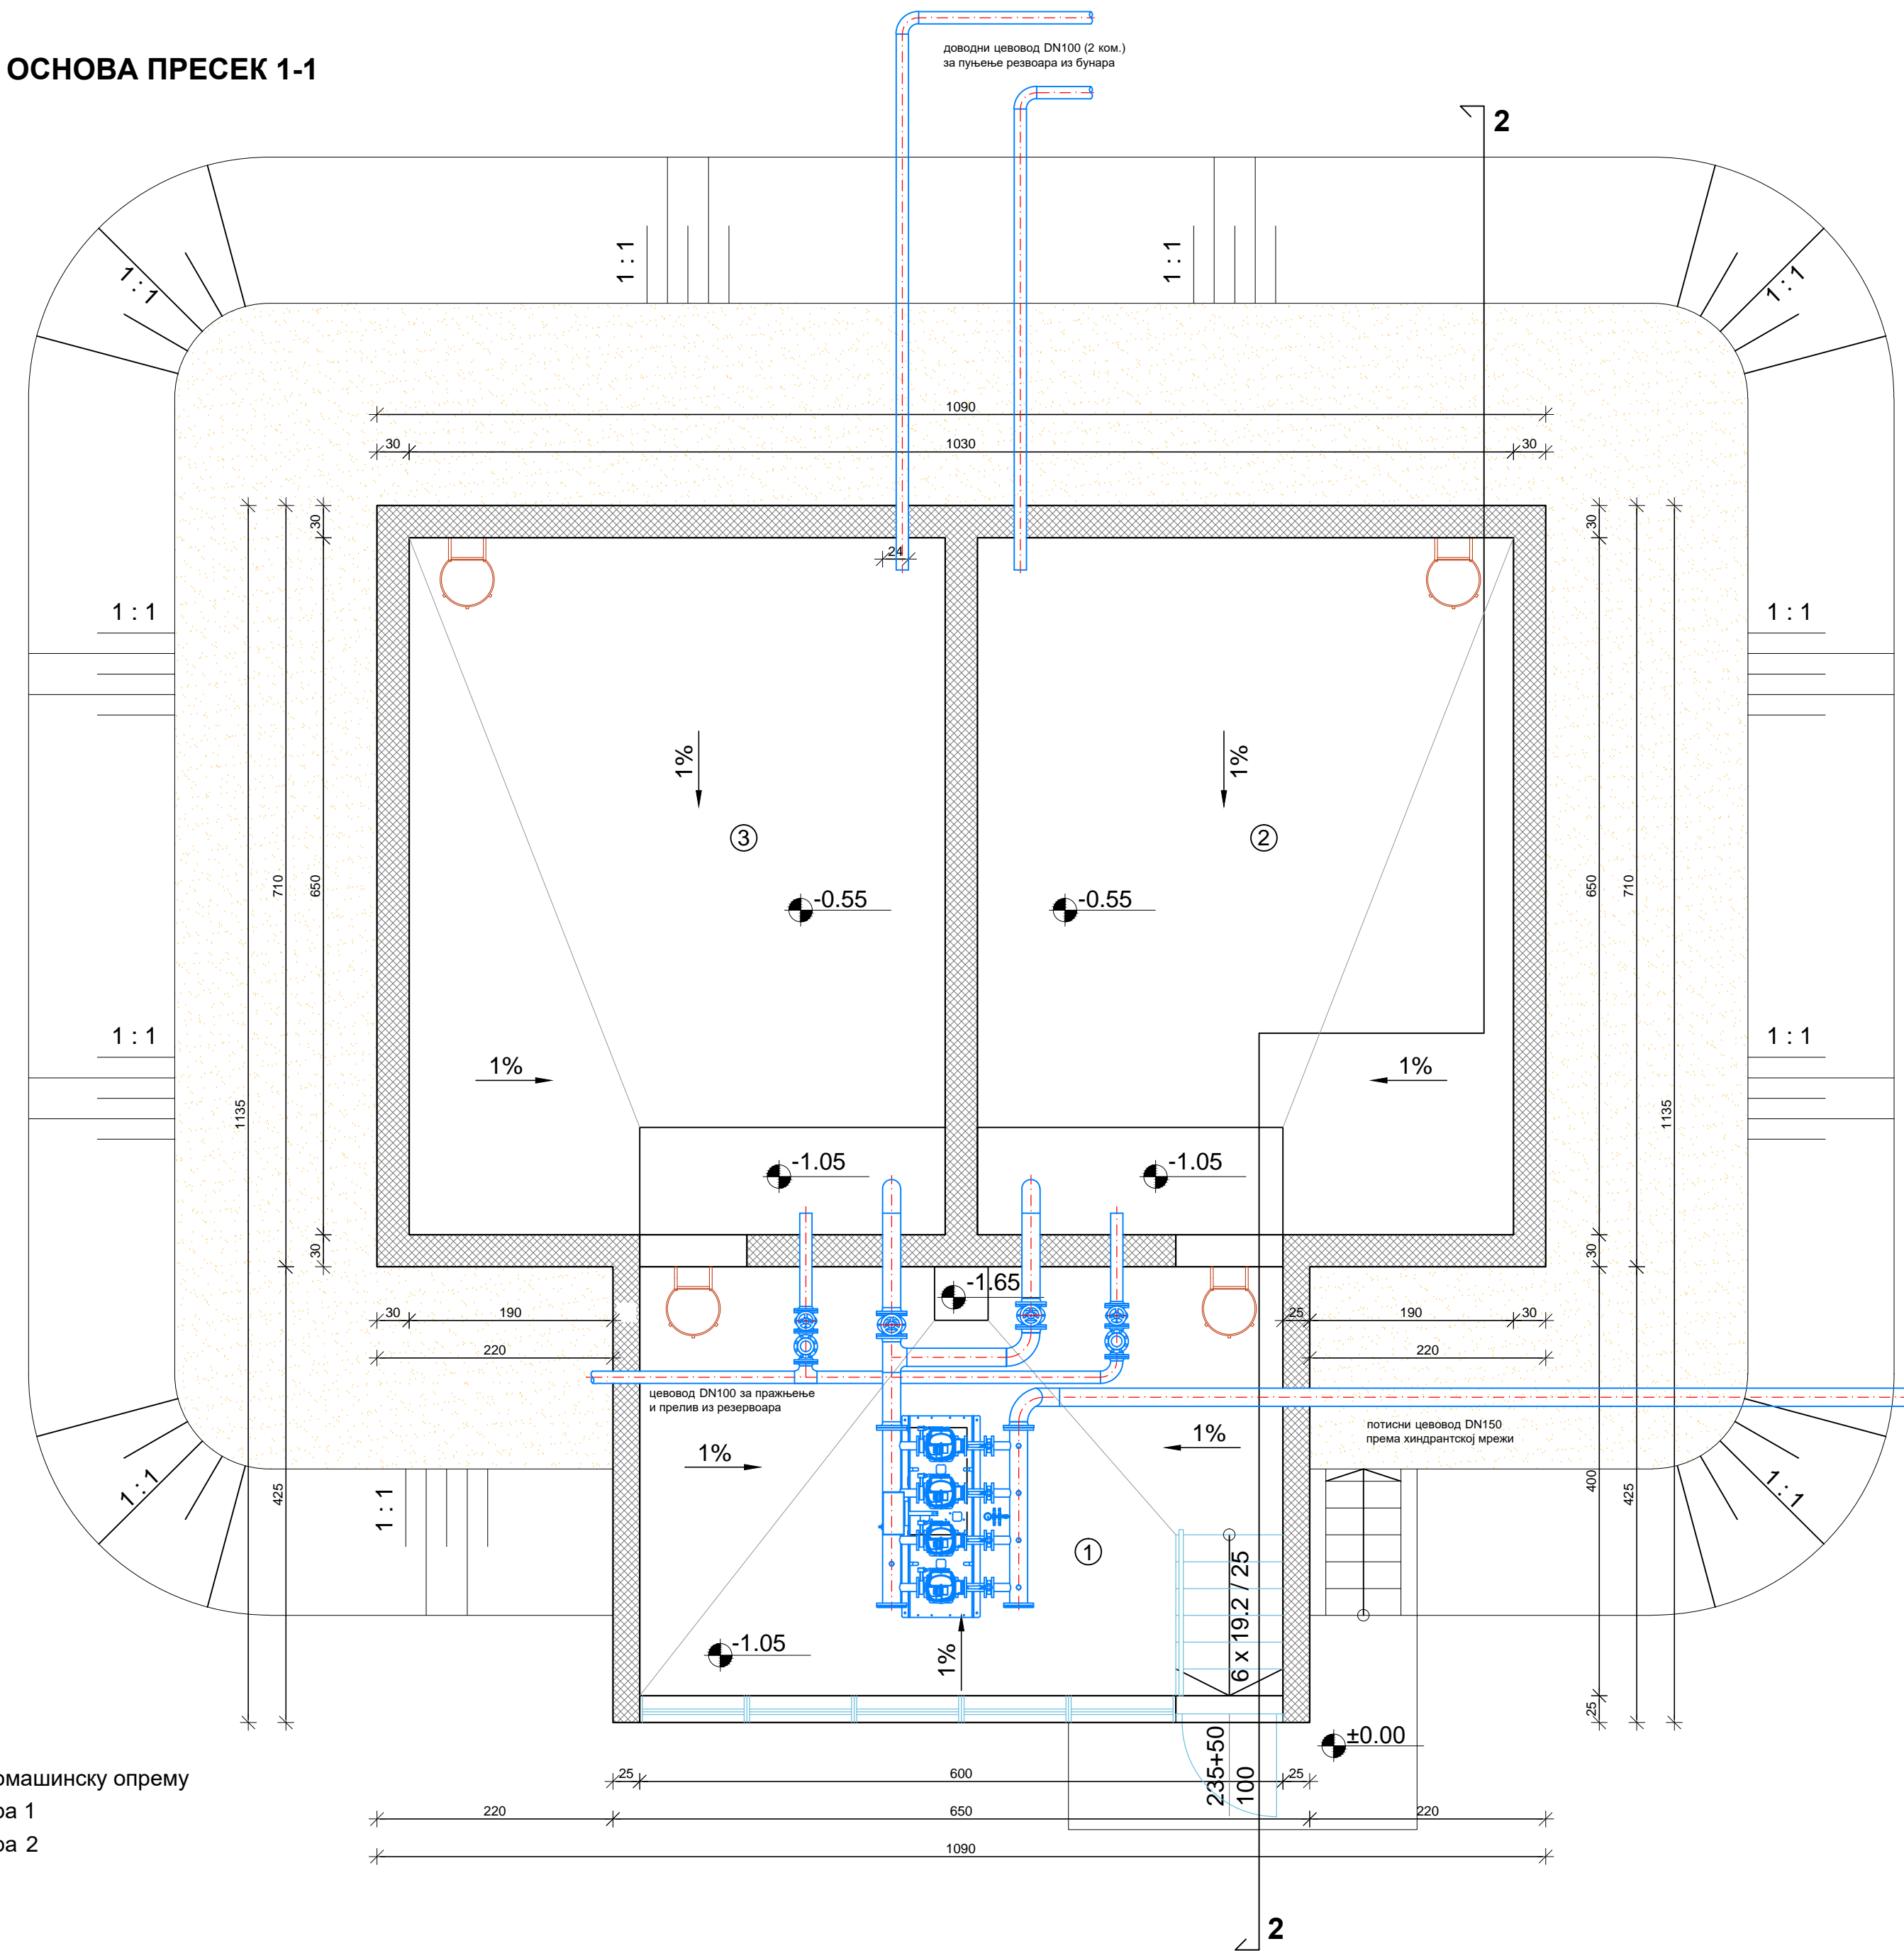 доводни цевовод DN100 (2 ком.)
за пуњење резвоара из бунара
ОСНОВА ПРЕСЕК 1-1
2
1 : 1
1 : 1
1 : 1
1 : 1
1090
30
1030
30
30
24
30
1 : 1
1 : 1
1%
1%
3
2
710
650
-0.55
-0.55
650
710
1 : 1
1 : 1
1%
1%
1135
1135
-1.05
-1.05
30
30
-1.65
30
190
25
190
30
220
220
цевовод DN100 за пражњење
и прелив из резервоара
потисни цевовод DN150
према хиндрантској мрежи
1%
1%
1 : 1
1 : 1
1 : 1
425
400
425
1
6 x 19.2 / 25
-1.05
1%
25
±0.00
235+50
100
25
600
25
омашинску опрему
ра 1
ра 2
220
650
220
1090
2